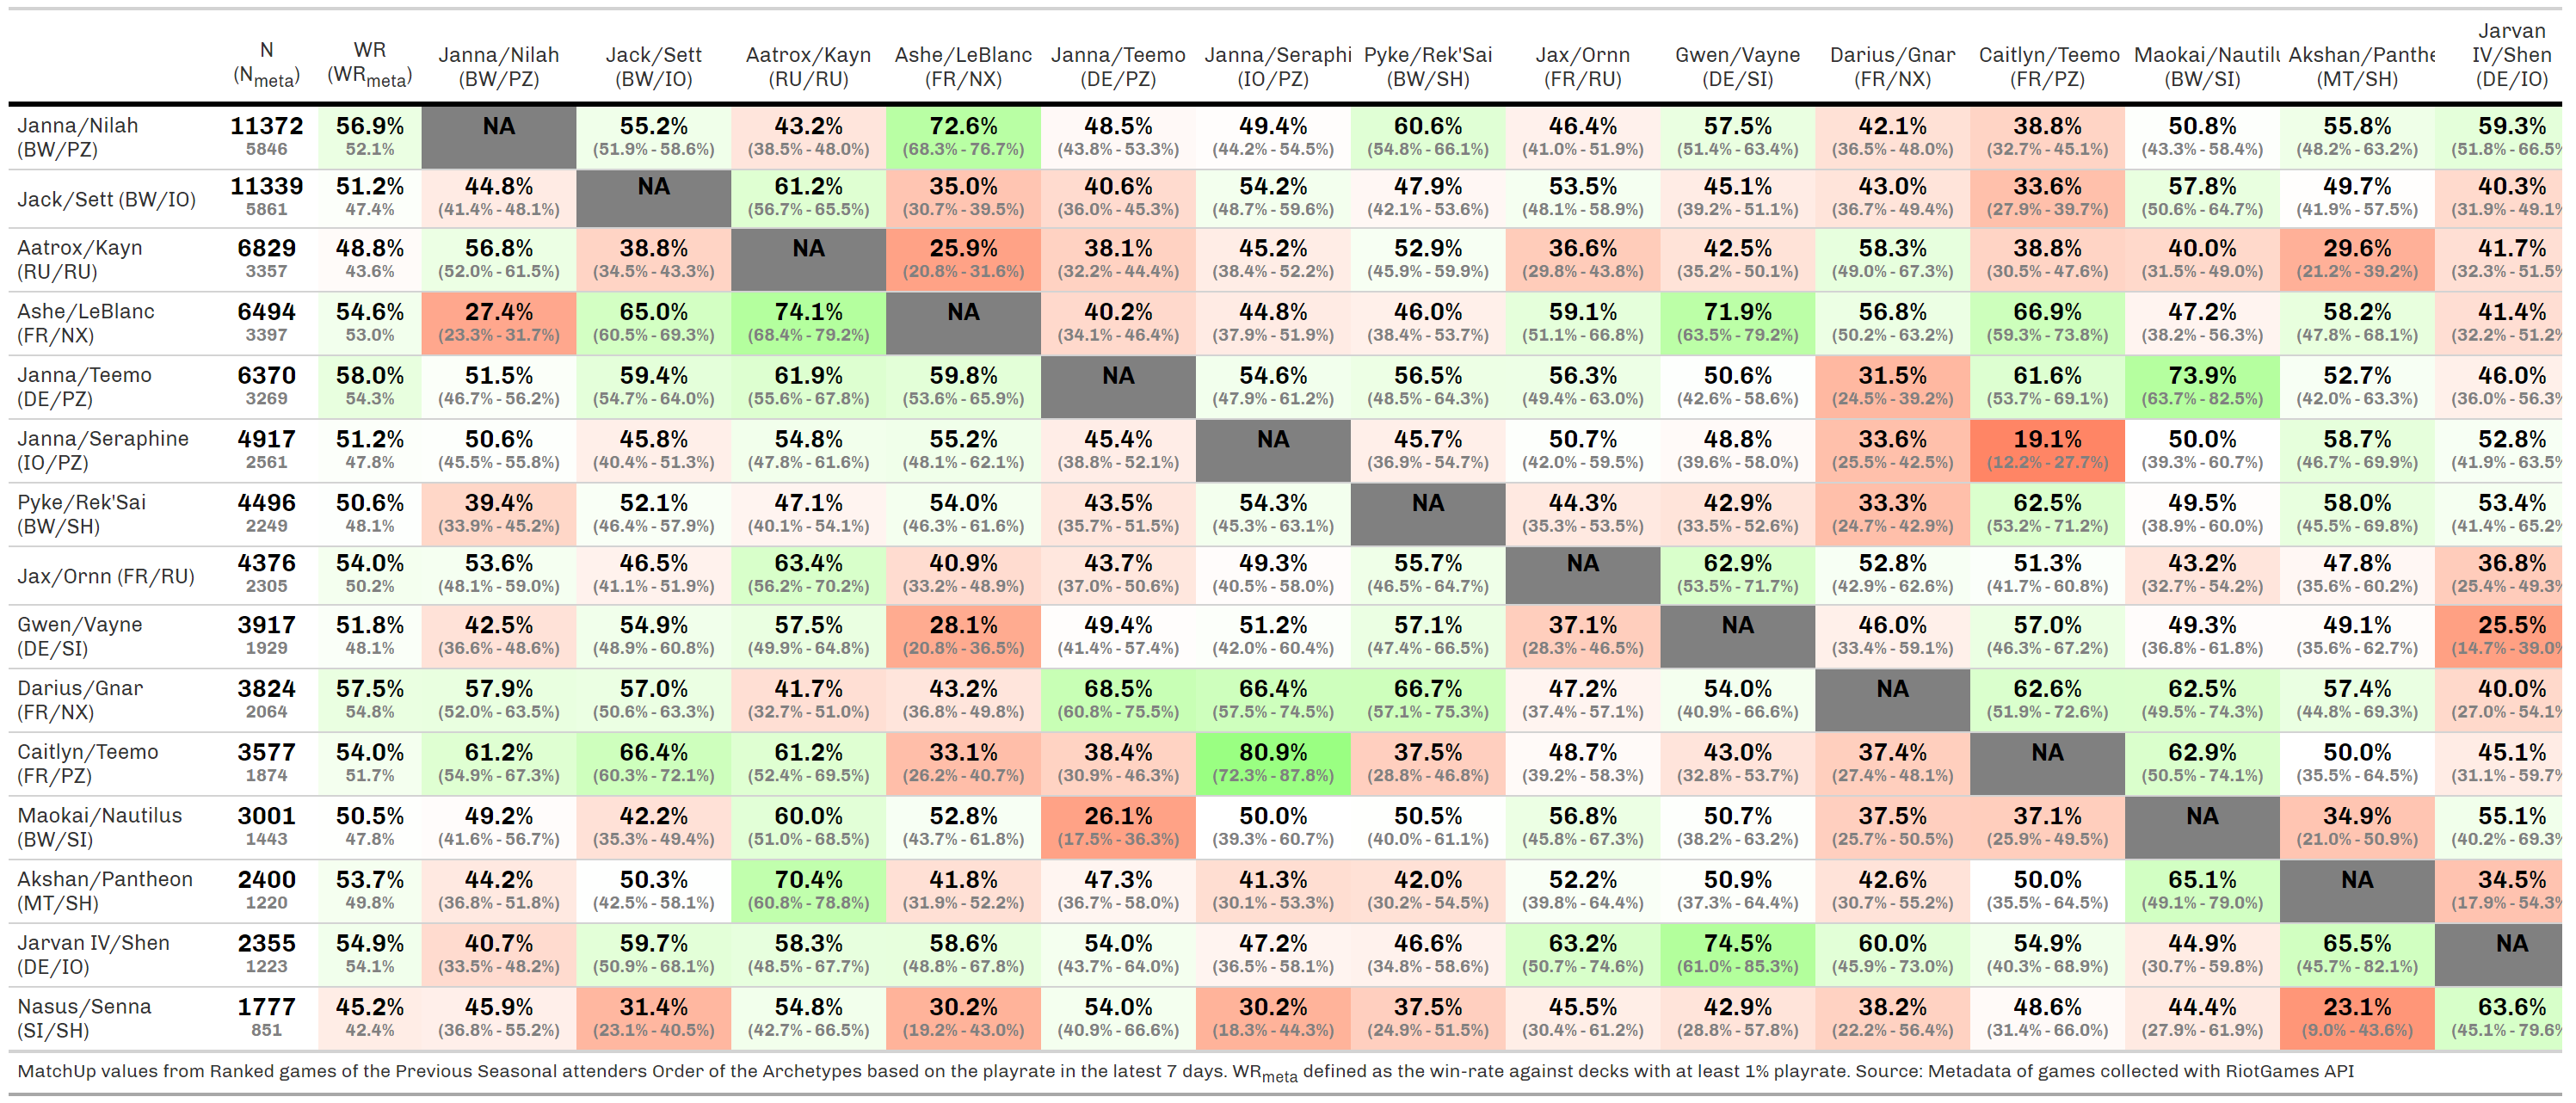 N WR Janna/Nilah Jack/Sett Aatrox/Kayn Ashe/LeBlanc Janna/Teemo Janna/Seraphi Pyke/Rek'Sai Jax/Ornn Gwen/Vayne Darius/Gnar Caitlyn/Teemo Maokai/Nautilu Akshan/Panthe Jarvan IV/Shen
(Nmeta) (WRmeta) (BW/PZ) (BW/IO) (RU/RU) (FR/NX) (DE/PZ) (IO/PZ) (BW/SH) (FR/RU) (DE/SI) (FR/NX) (FR/PZ) (BW/SI) (MT/SH) (DE/IO)
Janna/Nilah 11372 56.9% NA 55.2% 43.2% 72.6% 48.5% 49.4% 60.6% 46.4% 57.5% 42.1% 38.8% 50.8% 55.8% 59.3%
(BW/PZ) 5846 52.1% (51.9% - 58.6%) (38.5% - 48.0%) (68.3% - 76.7%) (43.8% - 53.3%) (44.2% - 54.5%) (54.8% - 66.1%) (41.0% - 51.9%) (51.4% - 63.4%) (36.5% - 48.0%) (32.7% - 45.1%) (43.3% - 58.4%) (48.2% - 63.2%) (51.8% - 66.5%
Jack/Sett (BW/IO) 11339 51.2% 44.8% NA 61.2% 35.0% 40.6% 54.2% 47.9% 53.5% 45.1% 43.0% 33.6% 57.8% 49.7% 40.3%
5861 47.4% (41.4% - 48.1%) (56.7% - 65.5%) (30.7% - 39.5%) (36.0% - 45.3%) (48.7% - 59.6%) (42.1% - 53.6%) (48.1% - 58.9%) (39.2% - 51.1%) (36.7% - 49.4%) (27.9% - 39.7%) (50.6% - 64.7%) (41.9% - 57.5%) (31.9% - 49.1%
Aatrox/Kayn 6829 48.8% 56.8% 38.8% NA 25.9% 38.1% 45.2% 52.9% 36.6% 42.5% 58.3% 38.8% 40.0% 29.6% 41.7%
(RU/RU) 3357 43.6% (52.0% - 61.5%) (34.5% - 43.3%) (20.8% - 31.6%) (32.2% - 44.4%) (38.4% - 52.2%) (45.9% - 59.9%) (29.8% - 43.8%) (35.2% - 50.1%) (49.0% - 67.3%) (30.5% - 47.6%) (31.5% - 49.0%) (21.2% - 39.2%) (32.3% - 51.5%
Ashe/LeBlanc 6494 54.6% 27.4% 65.0% 74.1% NA 40.2% 44.8% 46.0% 59.1% 71.9% 56.8% 66.9% 47.2% 58.2% 41.4%
(FR/NX) 3397 53.0% (23.3% - 31.7%) (60.5% - 69.3%) (68.4% - 79.2%) (34.1% - 46.4%) (37.9% - 51.9%) (38.4% - 53.7%) (51.1% - 66.8%) (63.5% - 79.2%) (50.2% - 63.2%) (59.3% - 73.8%) (38.2% - 56.3%) (47.8% - 68.1%) (32.2% - 51.2%
Janna/Teemo 6370 58.0% 51.5% 59.4% 61.9% 59.8% NA 54.6% 56.5% 56.3% 50.6% 31.5% 61.6% 73.9% 52.7% 46.0%
(DE/PZ) 3269 54.3% (46.7% - 56.2%) (54.7% - 64.0%) (55.6% - 67.8%) (53.6% - 65.9%) (47.9% - 61.2%) (48.5% - 64.3%) (49.4% - 63.0%) (42.6% - 58.6%) (24.5% - 39.2%) (53.7% - 69.1%) (63.7% - 82.5%) (42.0% - 63.3%) (36.0% - 56.3%
Janna/Seraphine 4917 51.2% 50.6% 45.8% 54.8% 55.2% 45.4% NA 45.7% 50.7% 48.8% 33.6% 19.1% 50.0% 58.7% 52.8%
(IO/PZ) 2561 47.8% (45.5% - 55.8%) (40.4% - 51.3%) (47.8% - 61.6%) (48.1% - 62.1%) (38.8% - 52.1%) (36.9% - 54.7%) (42.0% - 59.5%) (39.6% - 58.0%) (25.5% - 42.5%) (12.2% - 27.7%) (39.3% - 60.7%) (46.7% - 69.9%) (41.9% - 63.5%
Pyke/Rek'Sai 4496 50.6% 39.4% 52.1% 47.1% 54.0% 43.5% 54.3% NA 44.3% 42.9% 33.3% 62.5% 49.5% 58.0% 53.4%
(BW/SH) 2249 48.1% (33.9% - 45.2%) (46.4% - 57.9%) (40.1% - 54.1%) (46.3% - 61.6%) (35.7% - 51.5%) (45.3% - 63.1%) (35.3% - 53.5%) (33.5% - 52.6%) (24.7% - 42.9%) (53.2% - 71.2%) (38.9% - 60.0%) (45.5% - 69.8%) (41.4% - 65.2%
Jax/Ornn (FR/RU) 4376 54.0% 53.6% 46.5% 63.4% 40.9% 43.7% 49.3% 55.7% NA 62.9% 52.8% 51.3% 43.2% 47.8% 36.8%
2305 50.2% (48.1% - 59.0%) (41.1% - 51.9%) (56.2% - 70.2%) (33.2% - 48.9%) (37.0% - 50.6%) (40.5% - 58.0%) (46.5% - 64.7%) (53.5% - 71.7%) (42.9% - 62.6%) (41.7% - 60.8%) (32.7% - 54.2%) (35.6% - 60.2%) (25.4% - 49.3%
Gwen/Vayne 3917 51.8% 42.5% 54.9% 57.5% 28.1% 49.4% 51.2% 57.1% 37.1% NA 46.0% 57.0% 49.3% 49.1% 25.5%
(DE/SI) 1929 48.1% (36.6% - 48.6%) (48.9% - 60.8%) (49.9% - 64.8%) (20.8% - 36.5%) (41.4% - 57.4%) (42.0% - 60.4%) (47.4% - 66.5%) (28.3% - 46.5%) (33.4% - 59.1%) (46.3% - 67.2%) (36.8% - 61.8%) (35.6% - 62.7%) (14.7% - 39.0%
Darius/Gnar 3824 57.5% 57.9% 57.0% 41.7% 43.2% 68.5% 66.4% 66.7% 47.2% 54.0% NA 62.6% 62.5% 57.4% 40.0%
(FR/NX) 2064 54.8% (52.0% - 63.5%) (50.6% - 63.3%) (32.7% - 51.0%) (36.8% - 49.8%) (60.8% - 75.5%) (57.5% - 74.5%) (57.1% - 75.3%) (37.4% - 57.1%) (40.9% - 66.6%) (51.9% - 72.6%) (49.5% - 74.3%) (44.8% - 69.3%) (27.0% - 54.1%
Caitlyn/Teemo 3577 54.0% 61.2% 66.4% 61.2% 33.1% 38.4% 80.9% 37.5% 48.7% 43.0% 37.4% NA 62.9% 50.0% 45.1%
(FR/PZ) 1874 51.7% (54.9% - 67.3%) (60.3% - 72.1%) (52.4% - 69.5%) (26.2% - 40.7%) (30.9% - 46.3%) (72.3% - 87.8%) (28.8% - 46.8%) (39.2% - 58.3%) (32.8% - 53.7%) (27.4% - 48.1%) (50.5% - 74.1%) (35.5% - 64.5%) (31.1% - 59.7%
Maokai/Nautilus 3001 50.5% 49.2% 42.2% 60.0% 52.8% 26.1% 50.0% 50.5% 56.8% 50.7% 37.5% 37.1% NA 34.9% 55.1%
(BW/SI) 1443 47.8% (41.6% - 56.7%) (35.3% - 49.4%) (51.0% - 68.5%) (43.7% - 61.8%) (17.5% - 36.3%) (39.3% - 60.7%) (40.0% - 61.1%) (45.8% - 67.3%) (38.2% - 63.2%) (25.7% - 50.5%) (25.9% - 49.5%) (21.0% - 50.9%) (40.2% - 69.3%
Akshan/Pantheon 2400 53.7% 44.2% 50.3% 70.4% 41.8% 47.3% 41.3% 42.0% 52.2% 50.9% 42.6% 50.0% 65.1% NA 34.5%
(MT/SH) 1220 49.8% (36.8% - 51.8%) (42.5% - 58.1%) (60.8% - 78.8%) (31.9% - 52.2%) (36.7% - 58.0%) (30.1% - 53.3%) (30.2% - 54.5%) (39.8% - 64.4%) (37.3% - 64.4%) (30.7% - 55.2%) (35.5% - 64.5%) (49.1% - 79.0%) (17.9% - 54.3%
Jarvan IV/Shen 2355 54.9% 40.7% 59.7% 58.3% 58.6% 54.0% 47.2% 46.6% 63.2% 74.5% 60.0% 54.9% 44.9% 65.5% NA
(DE/IO) 1223 54.1% (33.5% - 48.2%) (50.9% - 68.1%) (48.5% - 67.7%) (48.8% - 67.8%) (43.7% - 64.0%) (36.5% - 58.1%) (34.8% - 58.6%) (50.7% - 74.6%) (61.0% - 85.3%) (45.9% - 73.0%) (40.3% - 68.9%) (30.7% - 59.8%) (45.7% - 82.1%)
Nasus/Senna 1777 45.2% 45.9% 31.4% 54.8% 30.2% 54.0% 30.2% 37.5% 45.5% 42.9% 38.2% 48.6% 44.4% 23.1% 63.6%
(SI/SH) 851 42.4% (36.8% - 55.2%) (23.1% - 40.5%) (42.7% - 66.5%) (19.2% - 43.0%) (40.9% - 66.6%) (18.3% - 44.3%) (24.9% - 51.5%) (30.4% - 61.2%) (28.8% - 57.8%) (22.2% - 56.4%) (31.4% - 66.0%) (27.9% - 61.9%) (9.0% - 43.6%) (45.1% - 79.6%
MatchUp values from Ranked games of the Previous Seasonal attenders Order of the Archetypes based on the playrate in the latest 7 days. WRmeta defined as the win-rate against decks with at least 1% playrate. Source: Metadata of games collected with RiotGames API